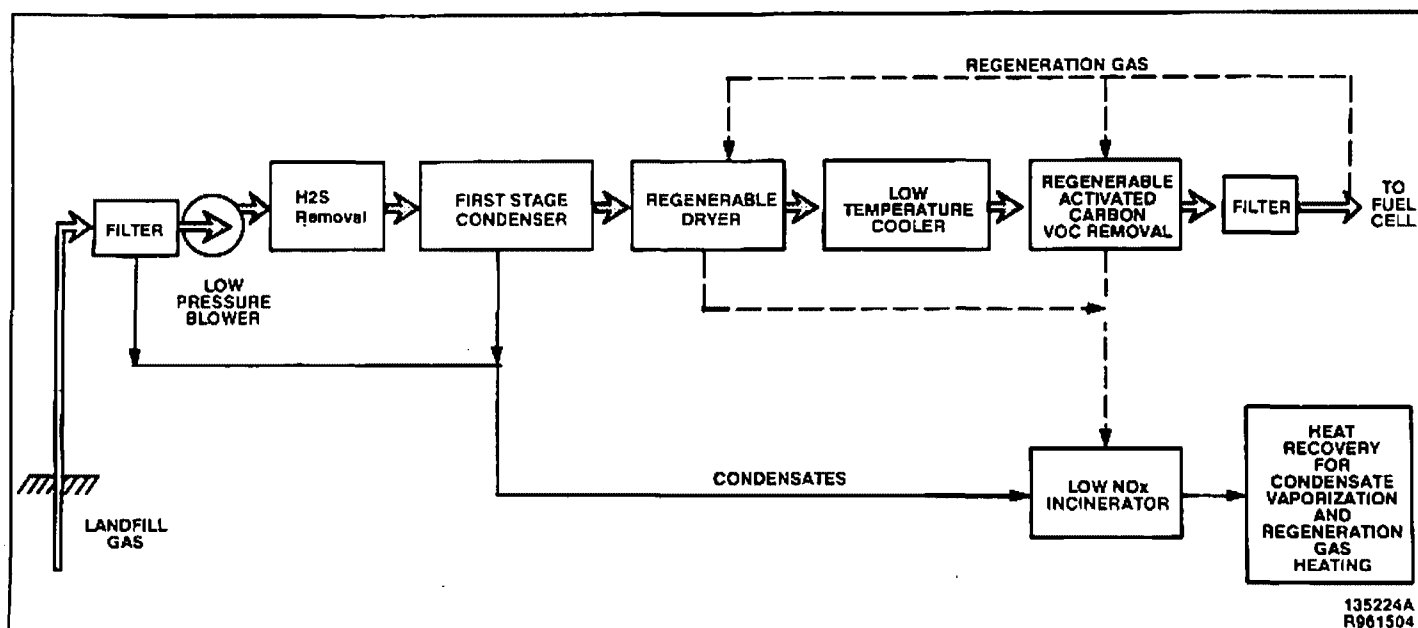 REGENERATION GAS
FILTER
LOW
PRESSURE
BLOWER
H2S
Removal
FIRST STAGE
CONDENSER
REGENERABLE
DRYER
LOW
TEMPERATURE
COOLER
REGENERABLE
ACTIVATED
CARBON
VOC REMOVAL
FILTER
TO
FUEL
CELL
LANDFILL
GAS
CONDENSATES
LOW NOx
INCINERATOR
HEAT
RECOVERY
FOR
CONDENSATE
VAPORIZATION
AND
REGENERATION
GAS
HEATING
135224A
R961504